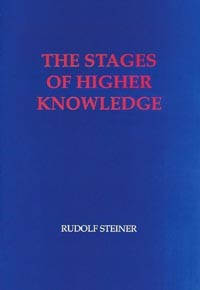 THE STAGES
OF HIGHER
KNOWLEDGE
RUDOLF STEINER